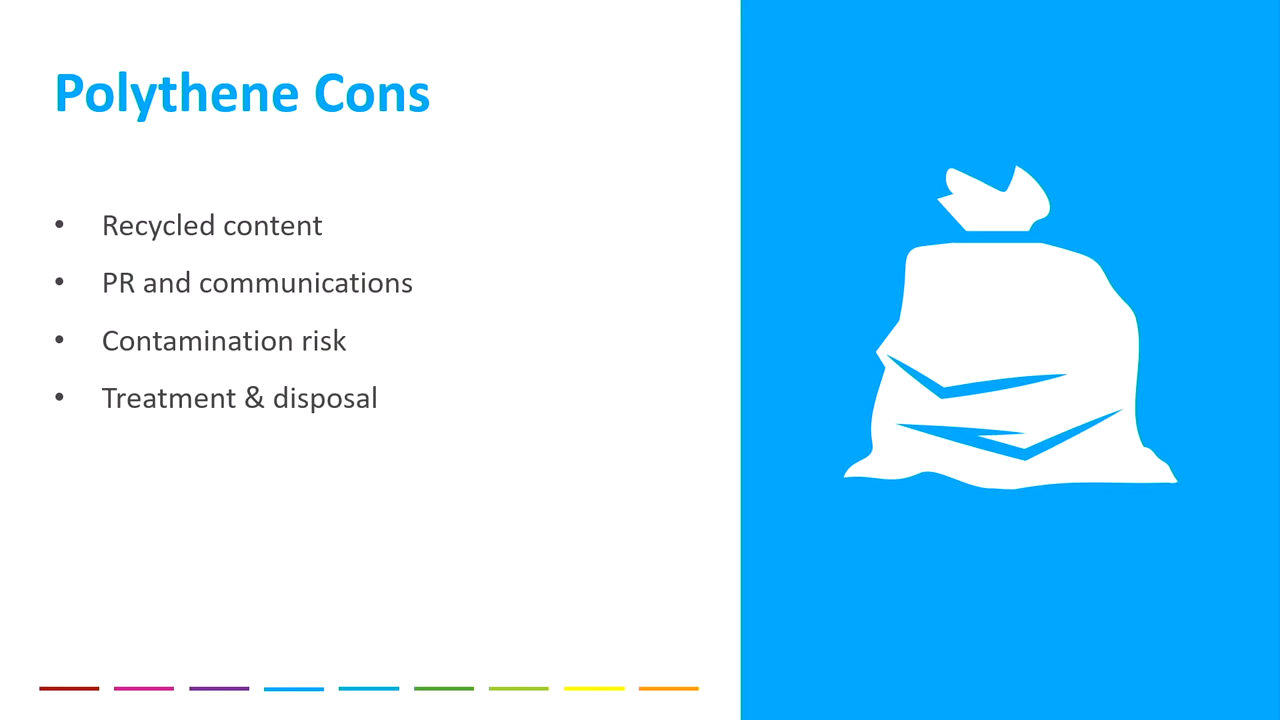 Polythene Cons
• Recycled content
• PR and communications
• Contamination risk
• Treatment & disposal